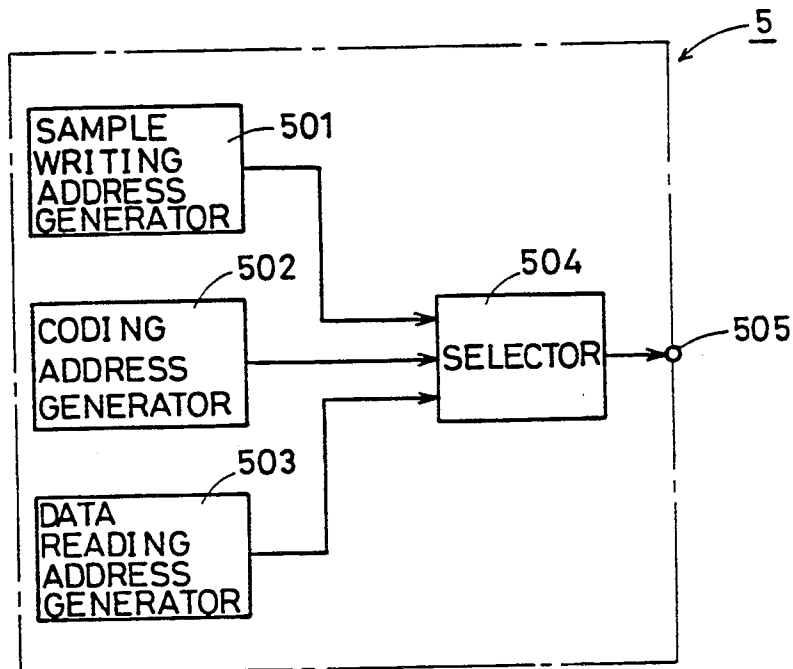 5
SAMPLE
WRITING
ADDRESS
GENERATOR
501
502
CODING
ADDRESS
GENERATOR
504
SELECTOR
505
503
DATA
READING
ADDRESS
GENERATOR